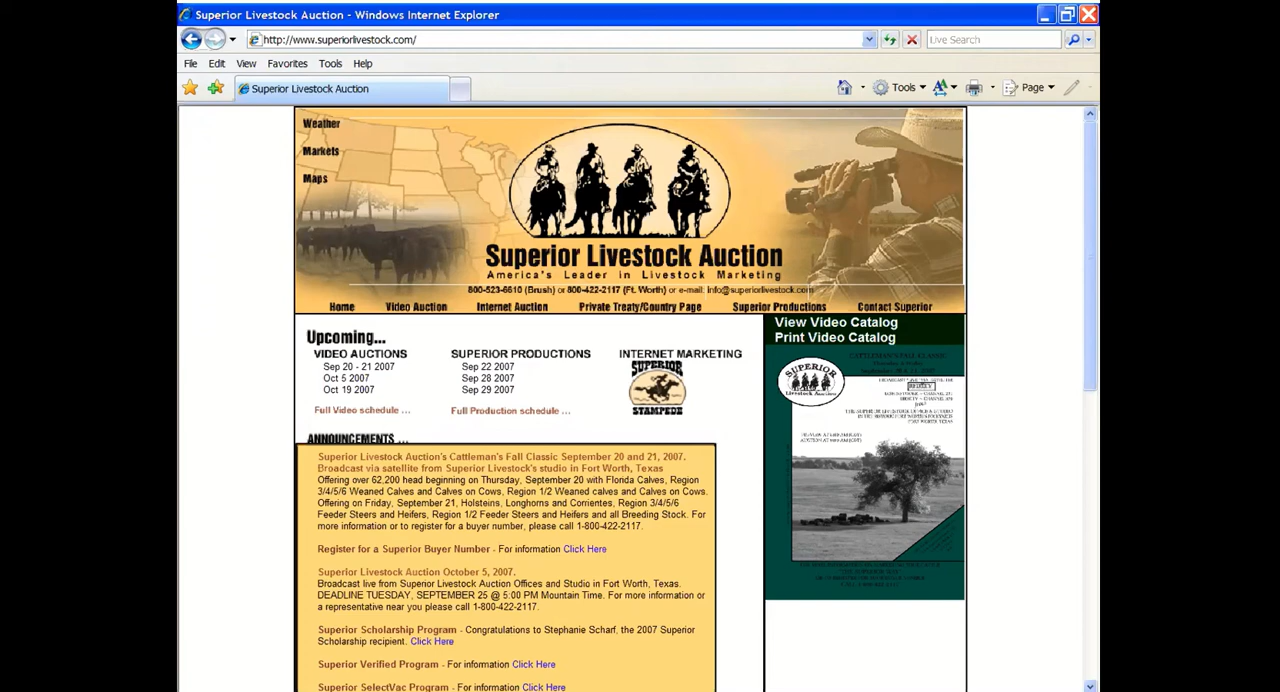 Superior Livestock Auction - Windows Internet Explorer
http://www.superiorlivestock.com/
Live Search
File Edit View Favorites Tools Help
Superior Livestock Auction
Tools Page
Weather
Markets
Maps
Superior Livestock Auction
America's Leader in Livestock Marketing
800-523-6610 (Brush) or 800-422-2117 (Ft. Worth) or e-mail: info@superiorlivestock.com
Home Video Auction Internet Auction Private Treaty/Country Page Superior Productions Contact Superior
Upcoming...
VIDEO AUCTIONS
Sep 20 - 21 2007
Oct 5 2007
Oct 19 2007
Full Video schedule ...
SUPERIOR PRODUCTIONS
Sep 22 2007
Sep 28 2007
Sep 29 2007
Full Production schedule ...
INTERNET MARKETING
SUPERIOR
STAMPEDE
ANNOUNCEMENTS ...
Superior Livestock Auction's Cattleman's Fall Classic September 20 and 21, 2007.
Broadcast via satellite from Superior Livestock's studio in Fort Worth, Texas
Offering over 62,200 head beginning on Thursday, September 20 with Florida Calves, Region
3/4/5/6 Weaned Calves and Calves on Cows, Region 1/2 Weaned calves and Calves on Cows.
Offering on Friday, September 21, Holsteins, Longhorns and Corrientes, Region 3/4/5/6
Feeder Steers and Heifers, Region 1/2 Feeder Steers and Heifers and all Breeding Stock. For
more information or to register for a buyer number, please call 1-800-422-2117.
Register for a Superior Buyer Number - For information Click Here
Superior Livestock Auction October 5, 2007.
Broadcast live from Superior Livestock Auction Offices and Studio in Fort Worth, Texas.
DEADLINE TUESDAY, SEPTEMBER 25 @ 5:00 PM Mountain Time. For more information or
a representative near you please call 1-800-422-2117.
Superior Scholarship Program - Congratulations to Stephanie Scharf, the 2007 Superior
Scholarship recipient. Click Here
Superior Verified Program - For information Click Here
Superior SelectVac Program - For information Click Here
View Video Catalog
Print Video Catalog
CATTLEMAN'S FALL CLASSIC
SUPERIOR
Livestock Auction